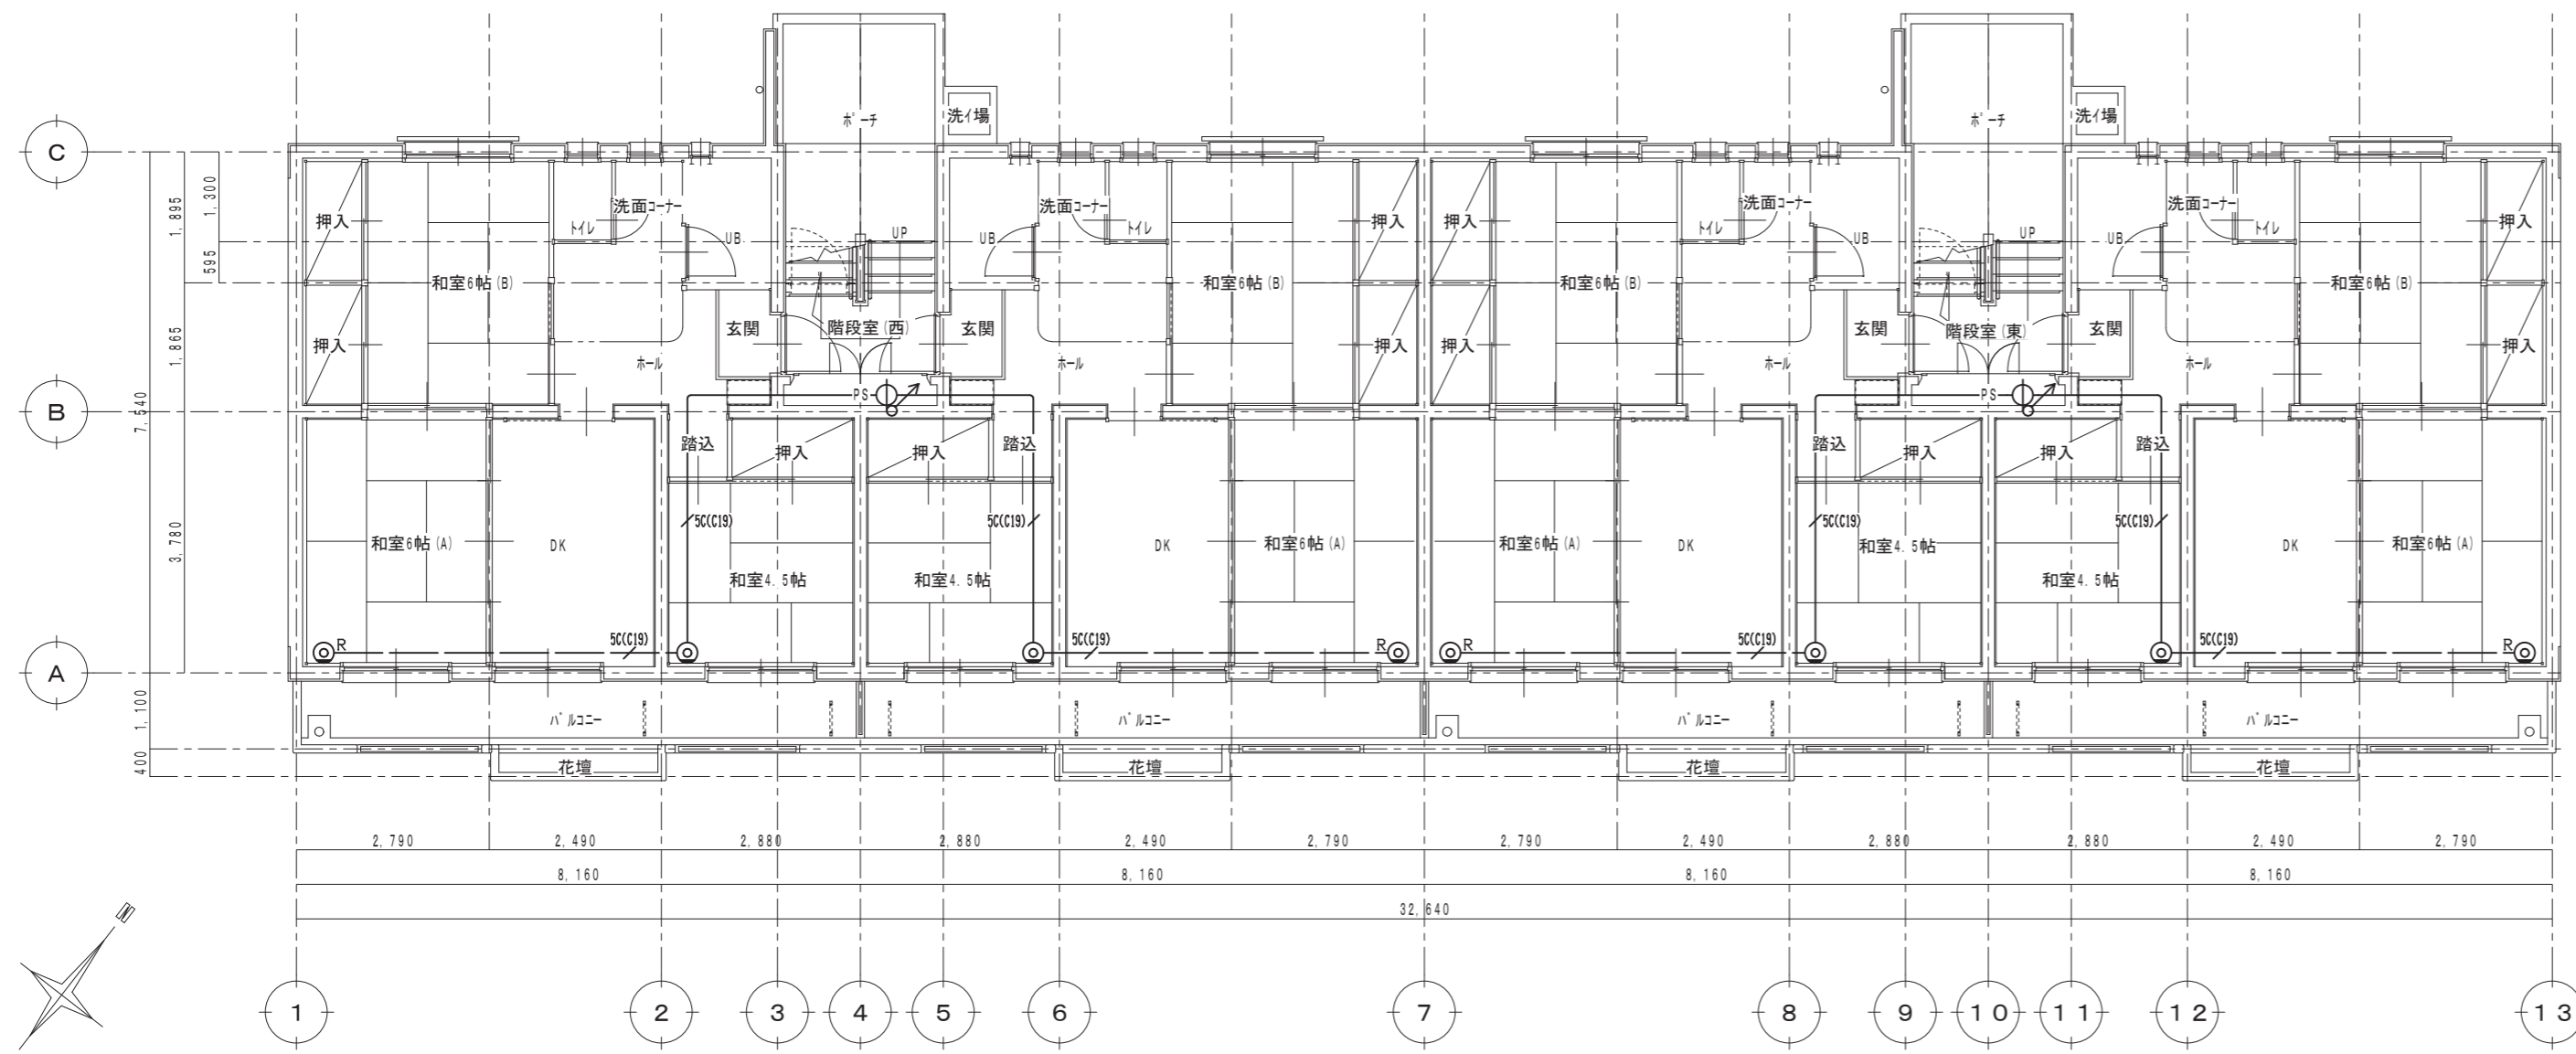 ポーチ
洗イ場
ポーチ
洗イ場
C
押入
トイレ
洗面コーナー
UB
UP
UB
洗面コーナー
トイレ
押入
押入
トイレ
洗面コーナー
UB
UP
UB
洗面コーナー
トイレ
押入
1,895
1,300
595
和室6帖(B)
和室6帖(B)
和室6帖(B)
和室6帖(B)
1,865
押入
ホール
玄関
階段室(西)
玄関
ホール
押入
押入
ホール
玄関
階段室(東)
玄関
ホール
押入
B
7,540
PS
PS
踏込
押入
押入
踏込
踏込
押入
押入
踏込
3,780
和室6帖(A)
DK
5C(C19)
5C(C19)
DK
和室6帖(A)
和室6帖(A)
DK
5C(C19)
和室4.5帖
5C(C19)
DK
和室6帖(A)
和室4.5帖
和室4.5帖
和室4.5帖
R
5C(C19)
5C(C19)
R
R
5C(C19)
5C(C19)
R
A
1,100
バルコニー
バルコニー
バルコニー
バルコニー
400
花壇
花壇
花壇
花壇
2,790
2,490
2,880
2,880
2,490
2,790
2,790
2,490
2,880
2,880
2,490
2,790
8,160
8,160
8,160
8,160
32,640
N
1
2
3
4
5
6
7
8
9
10
11
12
13